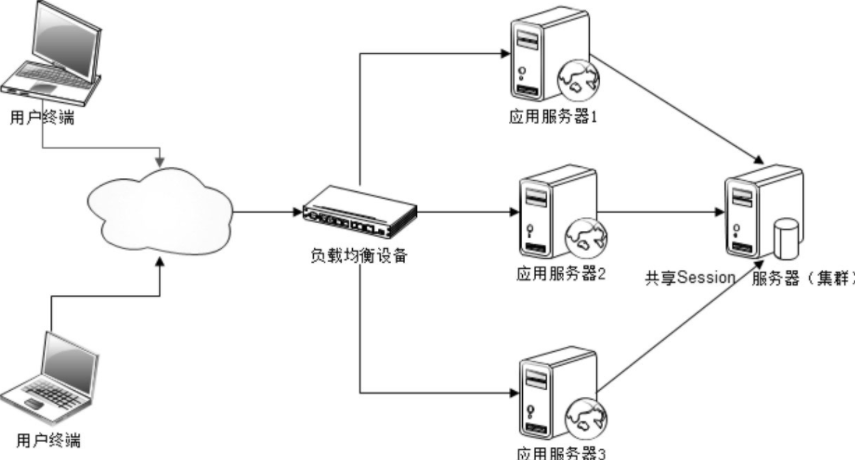 用户终端
应用服务器1
负载均衡设备
应用服务器2
共享Session 服务器（集群）
用户终端
应用服务器3